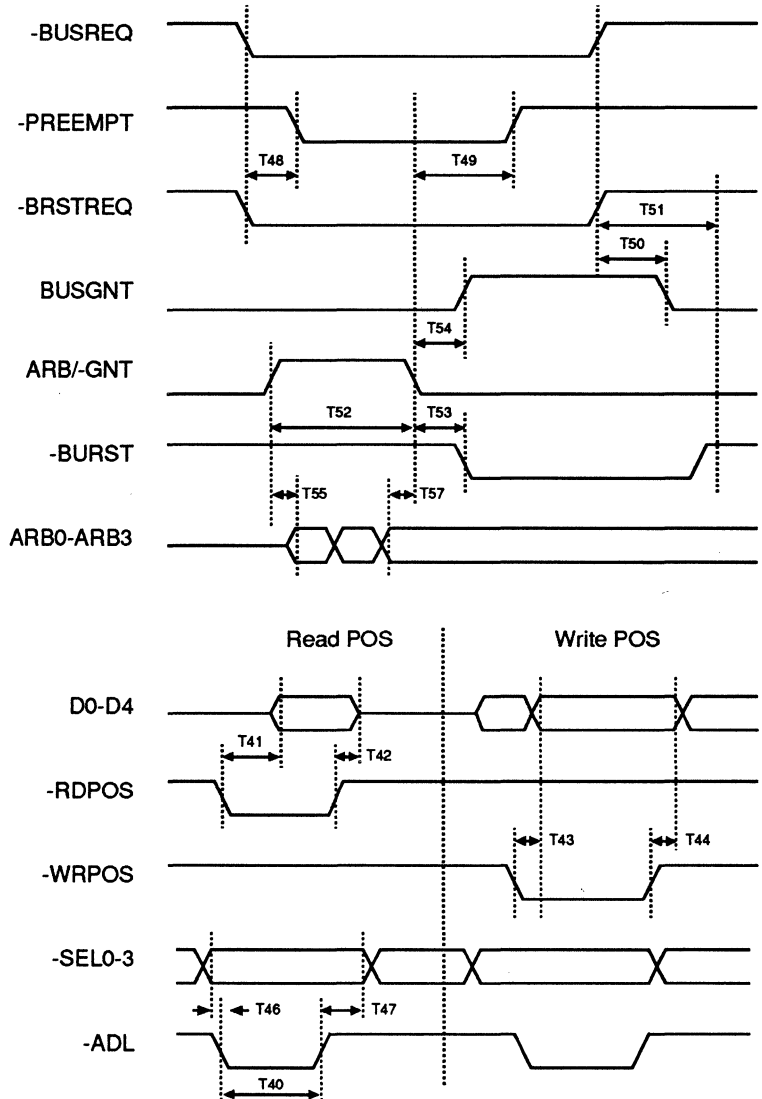 -BUSREQ
-PREEMPT
T48
T49
-BRSTREQ
T51
T50
BUSGNT
T54
ARB/-GNT
T52
T53
-BURST
T55
T57
ARB0-ARB3
Read POS
Write POS
D0-D4
T41
T42
-RDPOS
T43
T44
-WRPOS
-SEL0-3
T46
T47
-ADL
T40